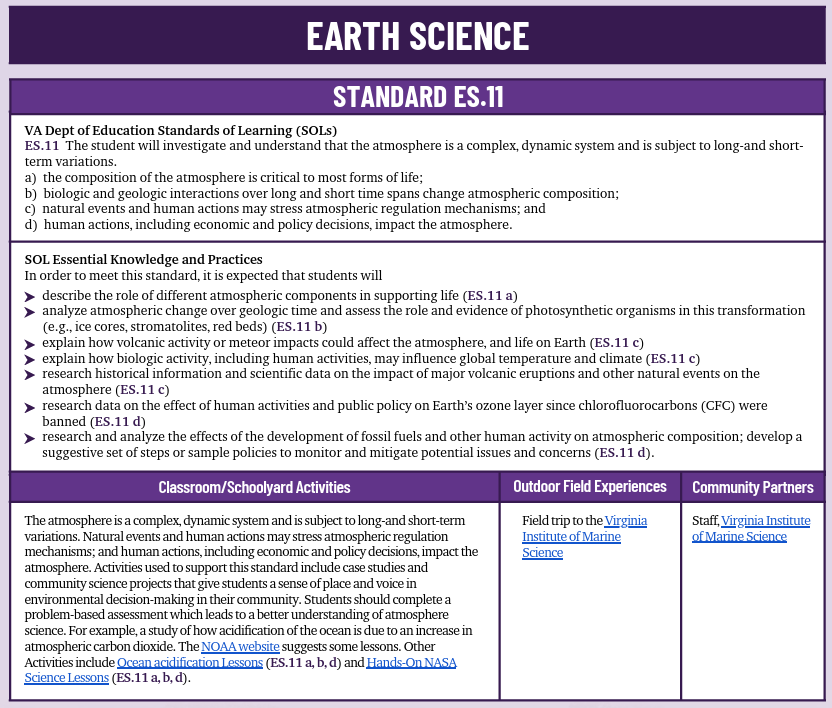 EARTH SCIENCE
STANDARD ES.11
VA Dept of Education Standards of Learning (SOLs)
ES.11 The student will investigate and understand that the atmosphere is a complex, dynamic system and is subject to long-and short-
term variations.
a) the composition of the atmosphere is critical to most forms of life;
b) biologic and geologic interactions over long and short time spans change atmospheric composition;
c) natural events and human actions may stress atmospheric regulation mechanisms; and
d) human actions, including economic and policy decisions, impact the atmosphere.
SOL Essential Knowledge and Practices
In order to meet this standard, it is expected that students will
➤ describe the role of different atmospheric components in supporting life (ES.11 a)
➤ analyze atmospheric change over geologic time and assess the role and evidence of photosynthetic organisms in this transformation
(e.g., ice cores, stromatolites, red beds) (ES.11 b)
➤ explain how volcanic activity or meteor impacts could affect the atmosphere, and life on Earth (ES.11 c)
➤ explain how biologic activity, including human activities, may influence global temperature and climate (ES.11 c)
➤ research historical information and scientific data on the impact of major volcanic eruptions and other natural events on the
atmosphere (ES.11 c)
➤ research data on the effect of human activities and public policy on Earth’s ozone layer since chlorofluorocarbons (CFC) were
banned (ES.11 d)
➤ research and analyze the effects of the development of fossil fuels and other human activity on atmospheric composition; develop a
suggestive set of steps or sample policies to monitor and mitigate potential issues and concerns (ES.11 d).
Classroom/Schoolyard Activities
The atmosphere is a complex, dynamic system and is subject to long-and short-term
variations. Natural events and human actions may stress atmospheric regulation
mechanisms; and human actions, including economic and policy decisions, impact the
atmosphere. Activities used to support this standard include case studies and
community science projects that give students a sense of place and voice in
environmental decision-making in their community. Students should complete a
problem-based assessment which leads to a better understanding of atmosphere
science. For example, a study of how acidification of the ocean is due to an increase in
atmospheric carbon dioxide. The NOAA website suggests some lessons. Other
Activities include Ocean acidification Lessons (ES.11 a, b, d) and Hands-On NASA
Science Lessons (ES.11 a, b, d).
Outdoor Field Experiences
Field trip to the Virginia
Institute of Marine
Science
Community Partners
Staff, Virginia Institute
of Marine Science